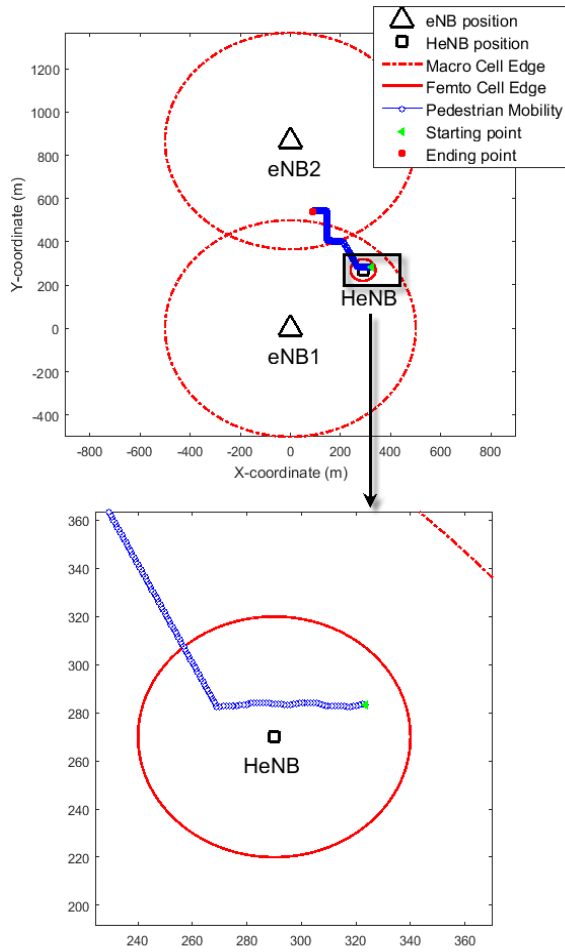 eNB position
HeNB position
Macro Cell Edge
Femto Cell Edge
Pedestrian Mobility
Starting point
Ending point
1200
1000
800
600
400
200
0
-200
-400
Y-coordinate (m)
eNB2
HeNB
eNB1
-800 -600 -400 -200 0 200 400 600 800
X-coordinate (m)
360
340
320
300
280
260
240
220
200
HeNB
240 260 280 300 320 340 360